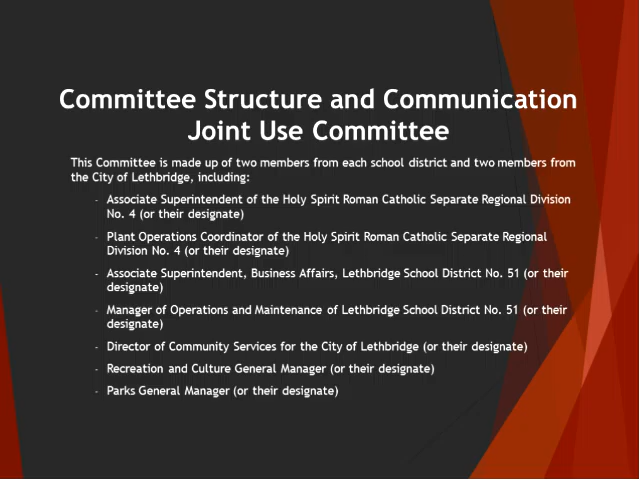 Committee Structure and Communication
Joint Use Committee
This Committee is made up of two members from each school district and two members from
the City of Lethbridge, including:
- Associate Superintendent of the Holy Spirit Roman Catholic Separate Regional Division
No. 4 (or their designate)
- Plant Operations Coordinator of the Holy Spirit Roman Catholic Separate Regional
Division No. 4 (or their designate)
- Associate Superintendent, Business Affairs, Lethbridge School District No. 51 (or their
designate)
- Manager of Operations and Maintenance of Lethbridge School District No. 51 (or their
designate)
- Director of Community Services for the City of Lethbridge (or their designate)
- Recreation and Culture General Manager (or their designate)
- Parks General Manager (or their designate)